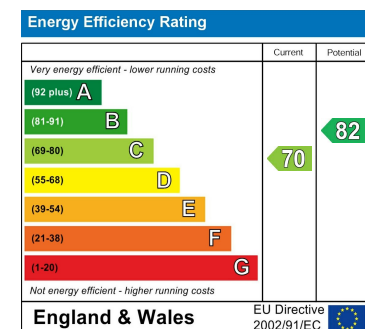 Energy Efficiency Rating
Current Potential
Very energy efficient - lower running costs
(92 plus) A
(81-91) B
82
(69-80) C
70
(55-68) D
(39-54) E
(21-38) F
(1-20) G
Not energy efficient - higher running costs
England & Wales
EU Directive
2002/91/EC